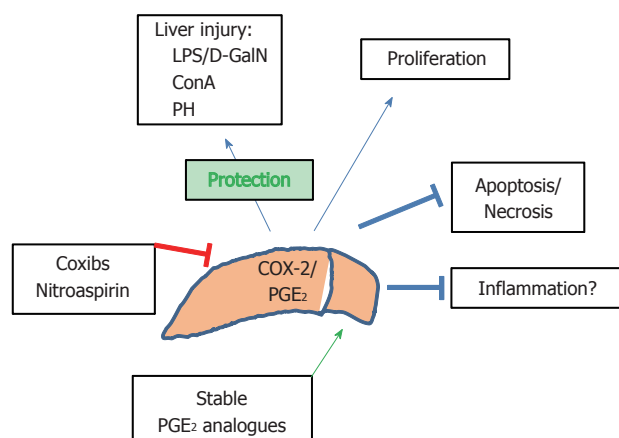 Liver injury:
LPS/D-GalN
ConA
PH
Proliferation
Protection
Apoptosis/
Necrosis
Coxibs
Nitroaspirin
COX-2/
PGE₂
Inflammation?
Stable
PGE₂ analogues